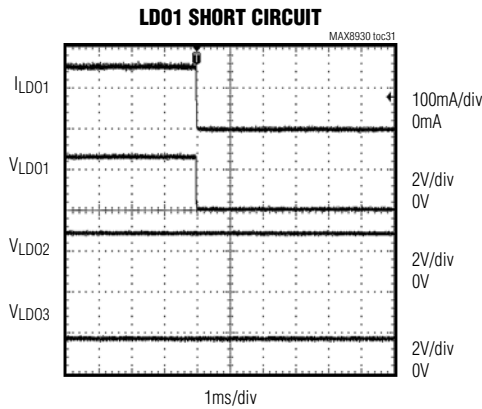 LDO1 SHORT CIRCUIT
MAX8930 toc31
T
ILDO1
100mA/div
0mA
VLDO1
2V/div
0V
VLDO2
2V/div
0V
VLDO3
2V/div
0V
1ms/div